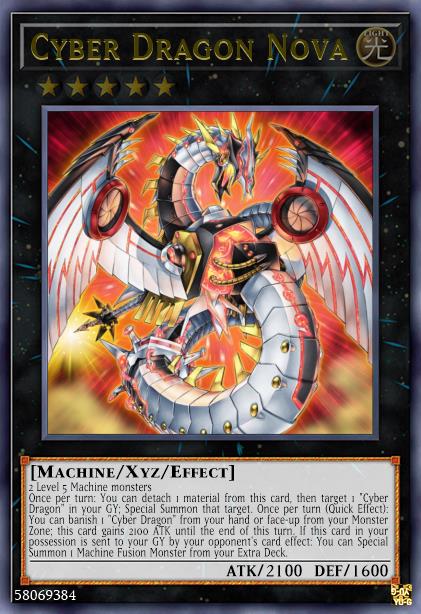 CYBER DRAGON NOVA
LIGHT
光
[MACHINE/XYZ/EFFECT]
2 Level 5 Machine monsters
Once per turn: You can detach 1 material from this card, then target 1 "Cyber
Dragon" in your GY; Special Summon that target. Once per turn (Quick Effect):
You can banish 1 "Cyber Dragon" from your hand or face-up from your Monster
Zone; this card gains 2100 ATK until the end of this turn. If this card in your
possession is sent to your GY by your opponent's card effect: You can Special
Summon 1 Machine Fusion Monster from your Extra Deck.
ATK/2100 DEF/1600
58069384